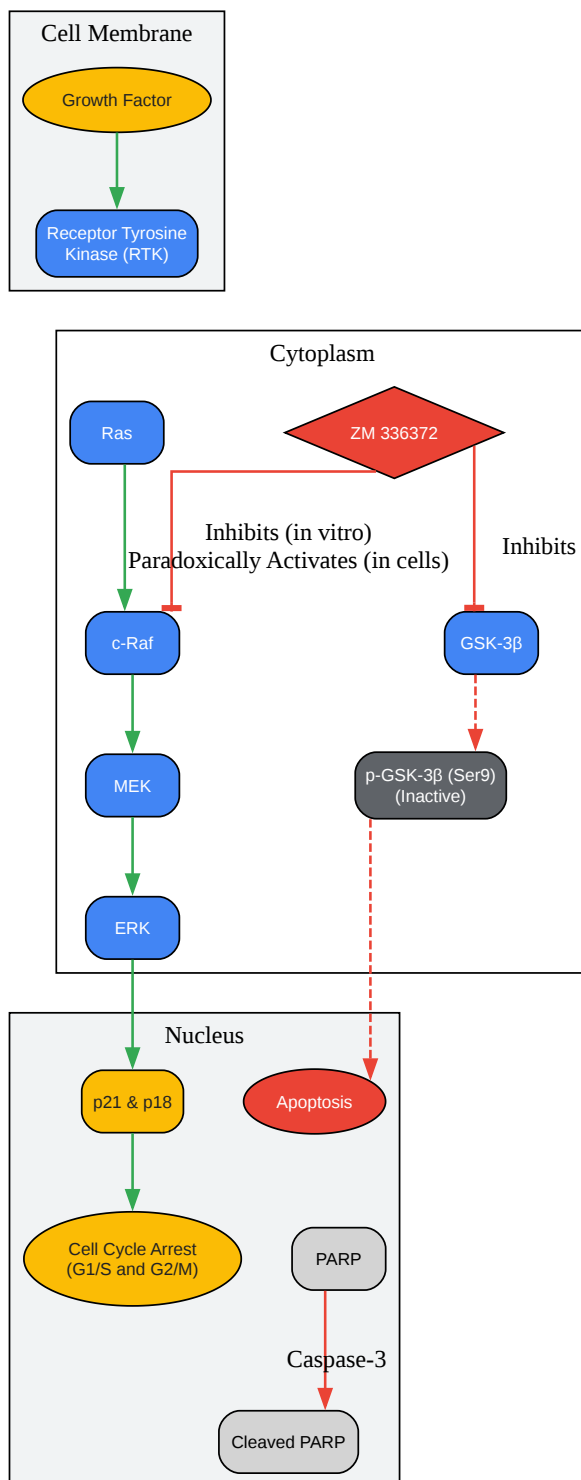 Cell Membrane
Growth Factor
Receptor Tyrosine
Kinase (RTK)
Cytoplasm
Ras
ZM 336372
Inhibits (in vitro)
Paradoxically Activates (in cells)
Inhibits
c-Raf
GSK-3β
MEK
p-GSK-3β (Ser9)
(Inactive)
ERK
Nucleus
p21 & p18
Apoptosis
Cell Cycle Arrest
(G1/S and G2/M)
PARP
Caspase-3
Cleaved PARP